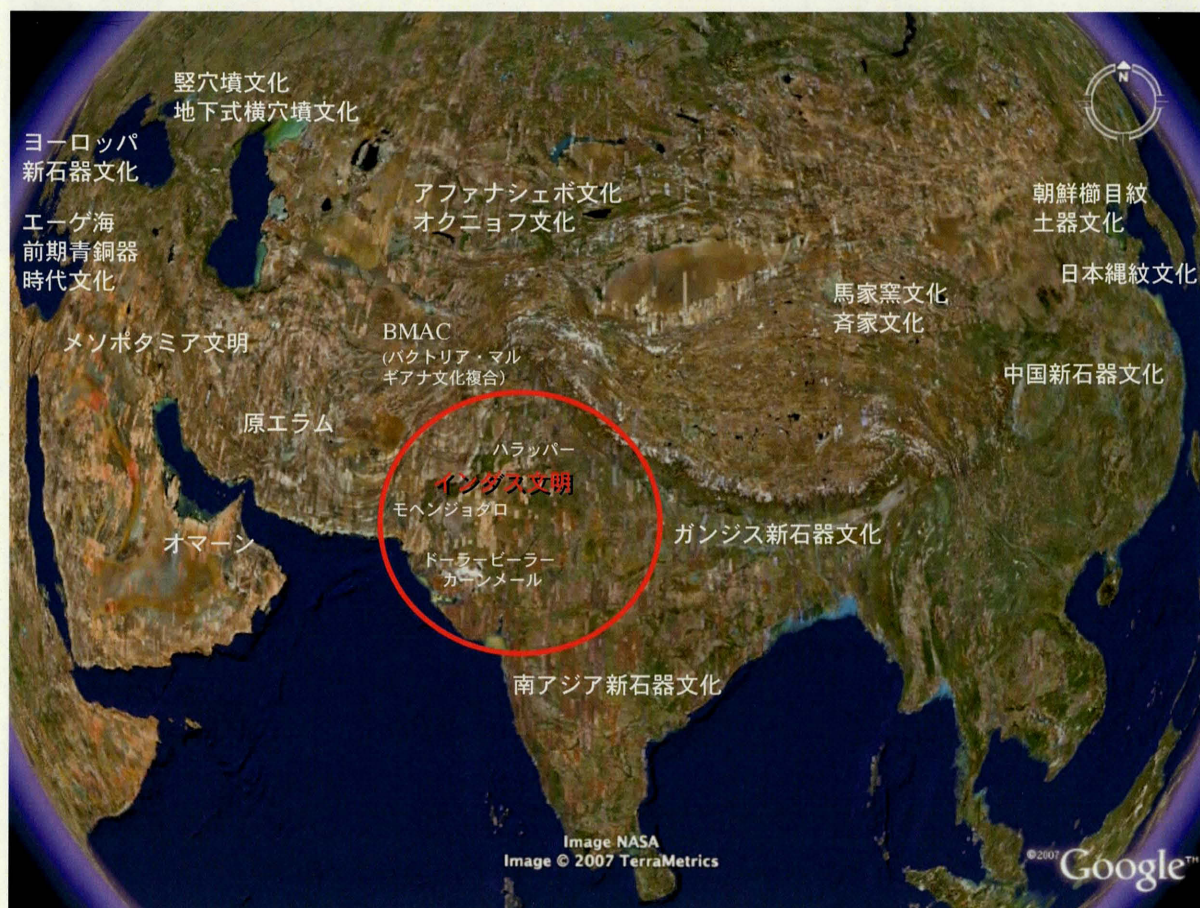 竪穴墳文化
地下式横穴墳文化
N
ヨーロッパ
新石器文化
アファナシェボ文化
オクニョフ文化
朝鮮櫛目紋
土器文化
エーゲ海
前期青銅器
時代文化
日本縄紋文化
馬家窯文化
斉家文化
メソポタミア文明
BMAC
(バクトリア・マル
ギアナ文化複合)
中国新石器文化
原エラム
ハラッパー
インダス文明
モヘンジョダロ
ガンジス新石器文化
オマーン
ドーラービーラー
カーンメール
南アジア新石器文化
Image NASA
Image © 2007 TerraMetrics
©2007 Google™